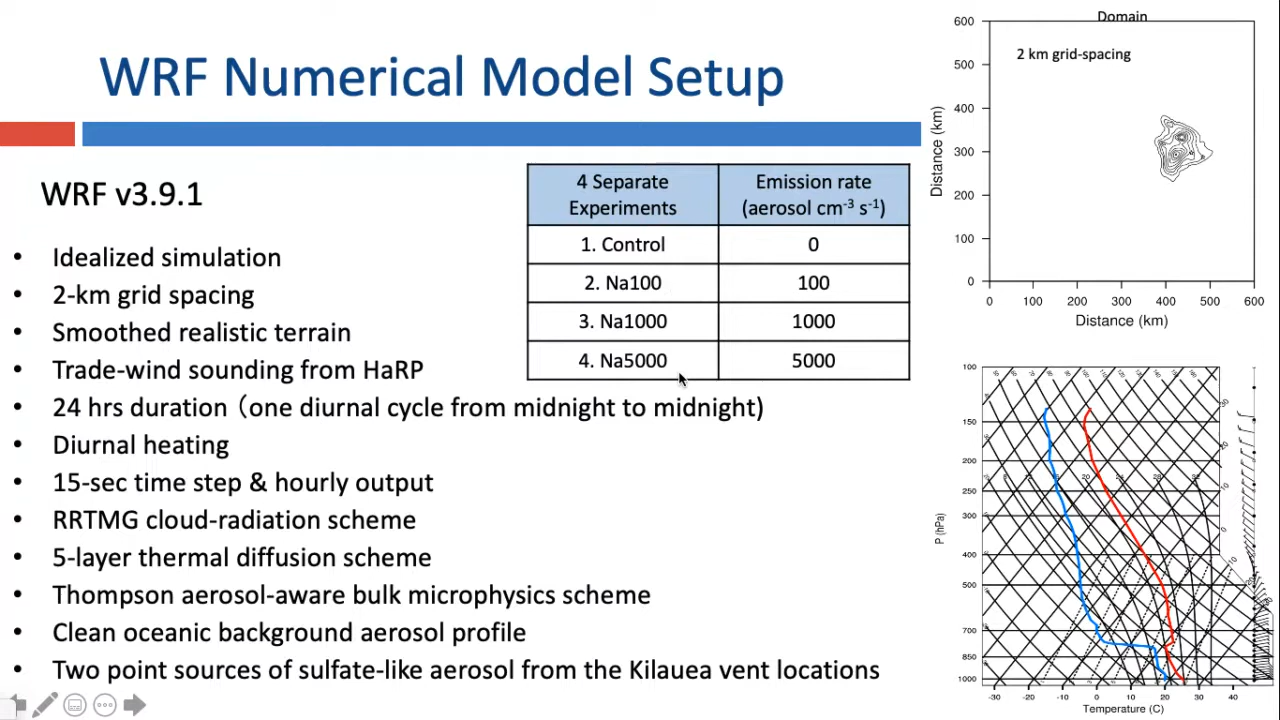 WRF Numerical Model Setup
WRF v3.9.1
• Idealized simulation
• 2-km grid spacing
• Smoothed realistic terrain
• Trade-wind sounding from HaRP
• 24 hrs duration（one diurnal cycle from midnight to midnight)
• Diurnal heating
• 15-sec time step & hourly output
• RRTMG cloud-radiation scheme
• 5-layer thermal diffusion scheme
• Thompson aerosol-aware bulk microphysics scheme
• Clean oceanic background aerosol profile
• Two point sources of sulfate-like aerosol from the Kilauea vent locations
4 Separate Experiments
Emission rate (aerosol cm-3 s-1)
1. Control 0
2. Na100 100
3. Na1000 1000
4. Na5000 5000
Domain
2 km grid-spacing
Distance (km)
600
500
400
300
200
100
0
0 100 200 300 400 500 600
Distance (km)
P (hPa)
100
150
200
250
300
400
500
700
850
1000
-30 -20 -10 0 10 20 30 40
Temperature (C)